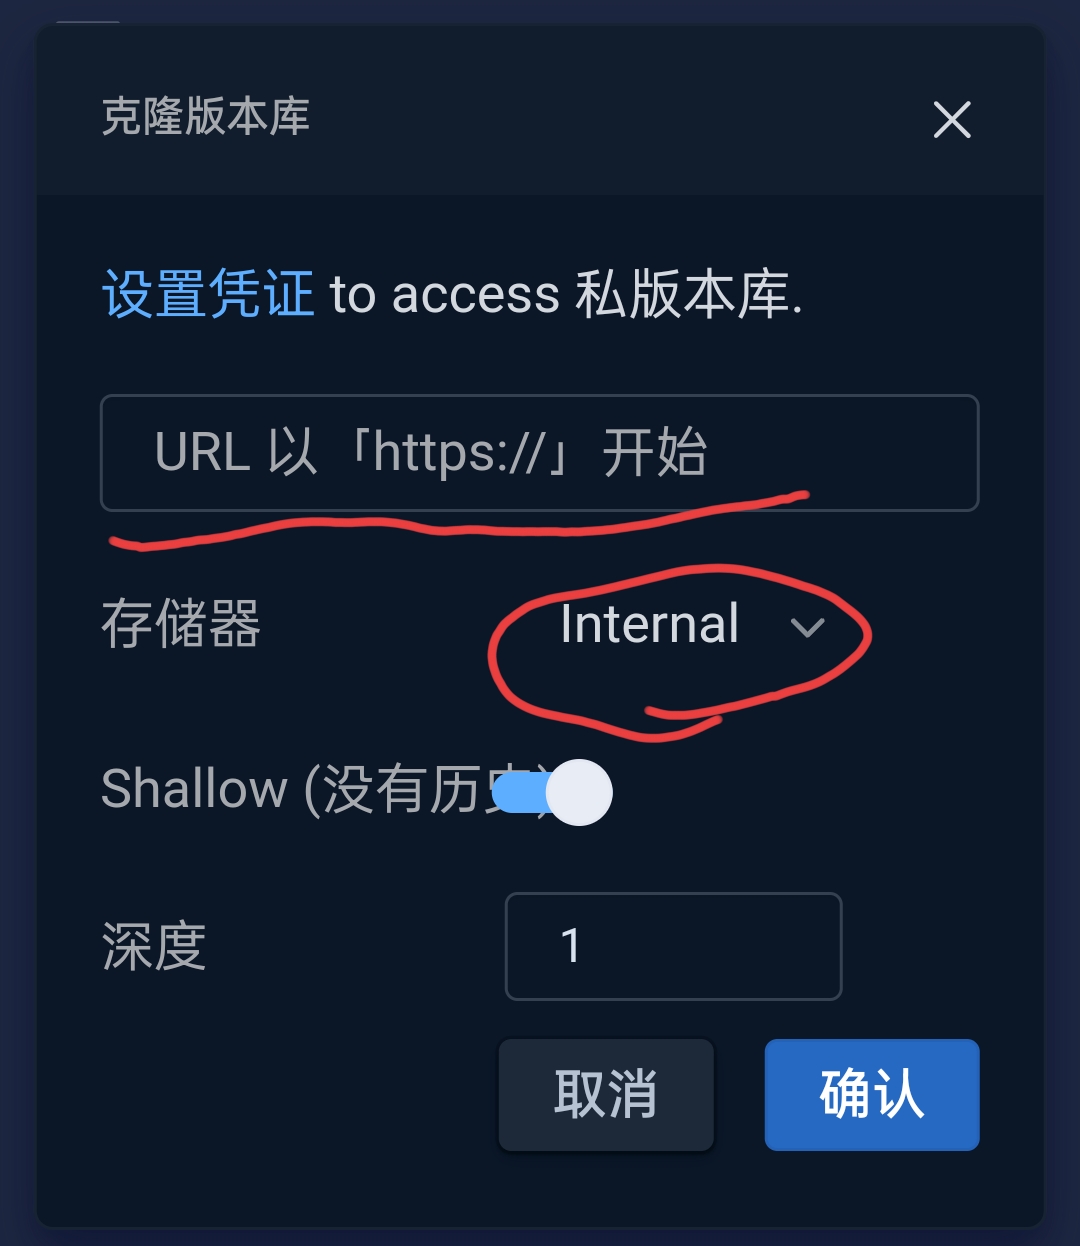 克隆版本库
设置凭证 to access 私版本库.
URL 以「https://」开始
存储器 Internal
Shallow (没有历史)
深度 1
取消 确认